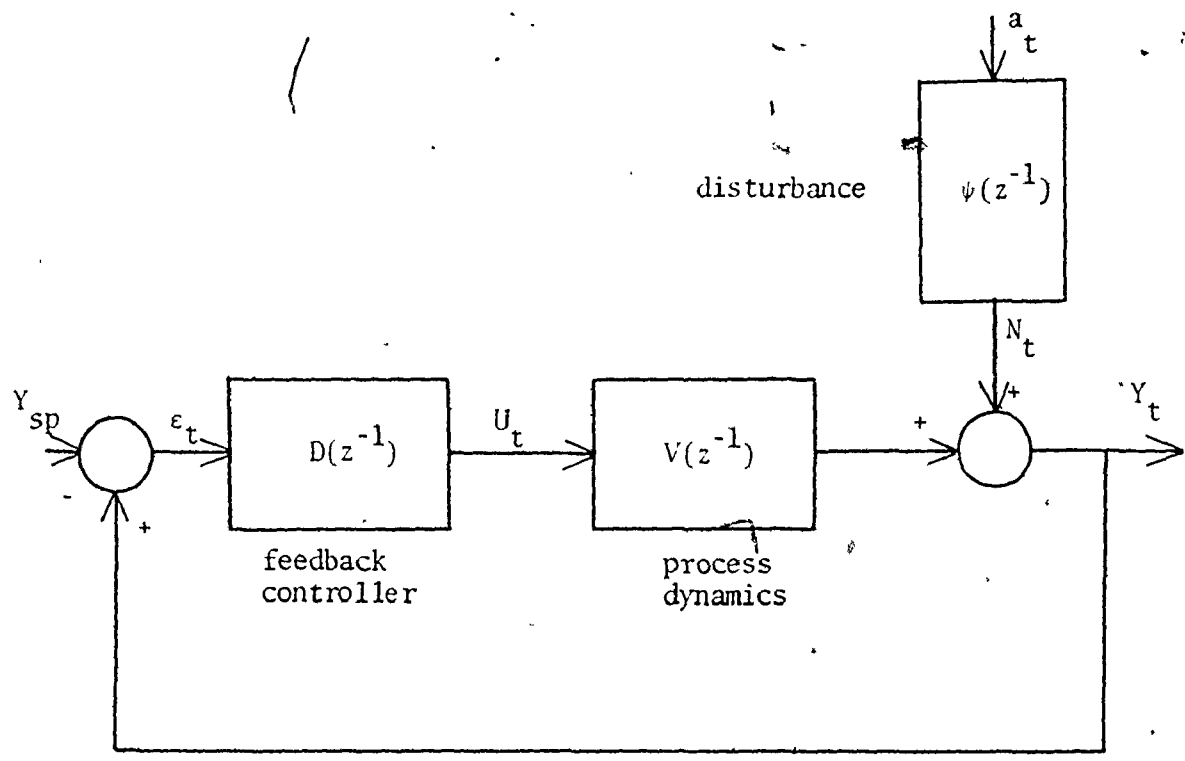 a_t
disturbance
ψ(z^-1)
N_t
+
Y_sp
ε_t
D(z^-1)
U_t
V(z^-1)
+
Y_t
-
+
feedback
controller
process
dynamics